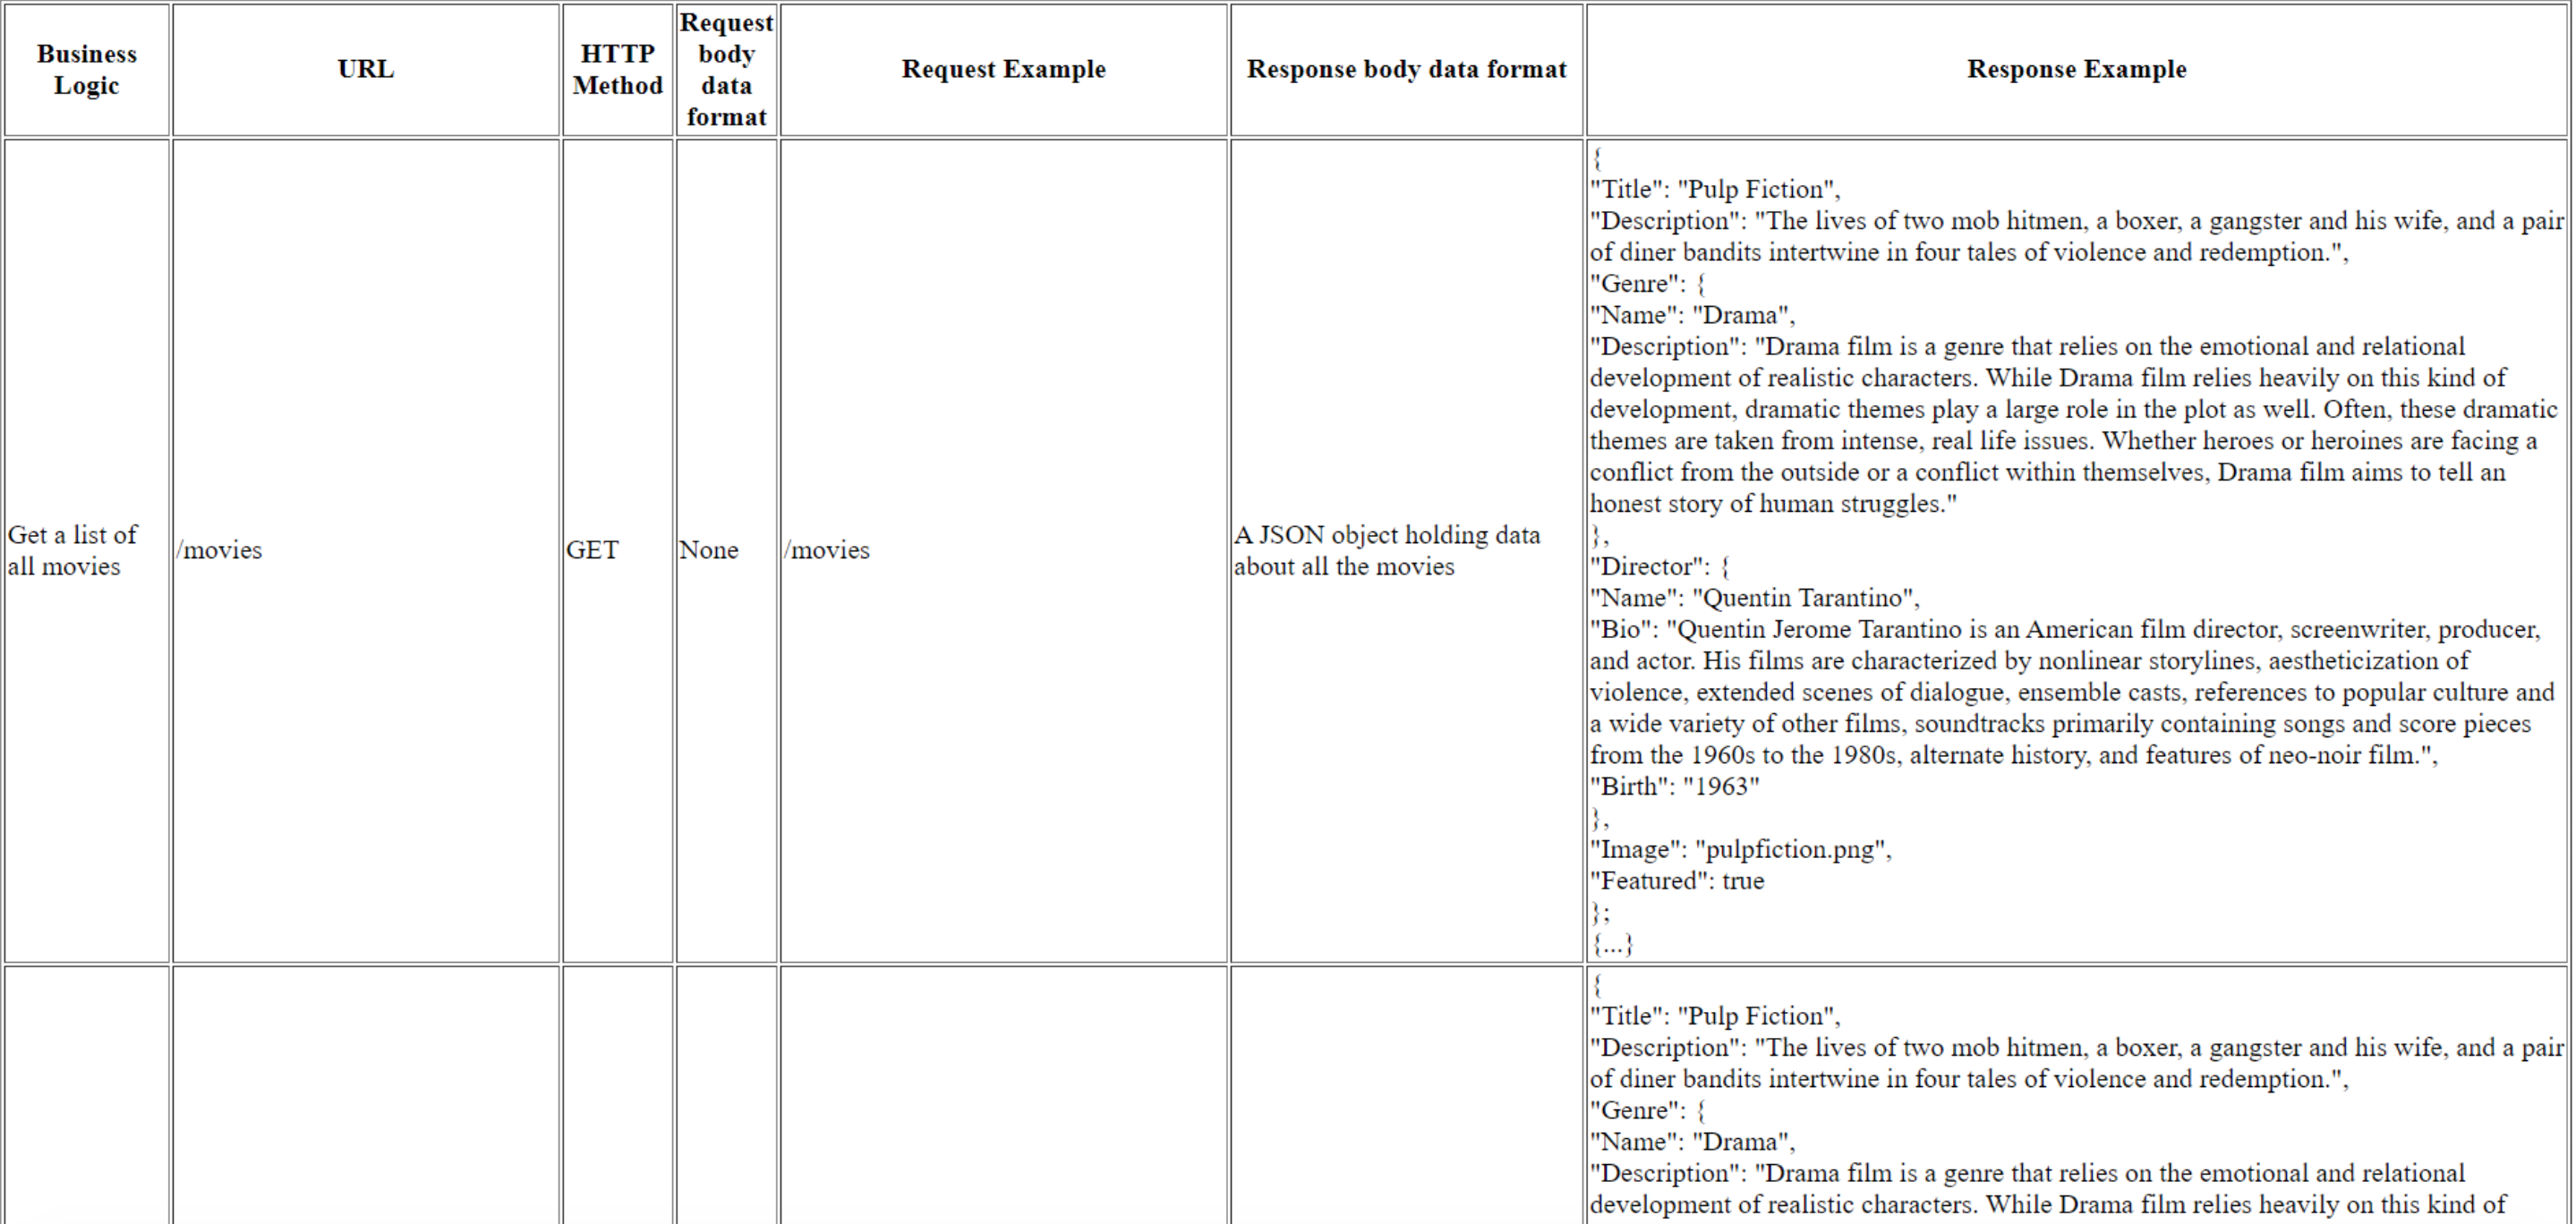 Business
Logic
URL
HTTP
Method
Request
body
data
format
Request Example
Response body data format
Response Example
Get a list of
all movies
/movies
GET
None
/movies
A JSON object holding data
about all the movies
{
"Title": "Pulp Fiction",
"Description": "The lives of two mob hitmen, a boxer, a gangster and his wife, and a pair
of diner bandits intertwine in four tales of violence and redemption.",
"Genre": {
"Name": "Drama",
"Description": "Drama film is a genre that relies on the emotional and relational
development of realistic characters. While Drama film relies heavily on this kind of
development, dramatic themes play a large role in the plot as well. Often, these dramatic
themes are taken from intense, real life issues. Whether heroes or heroines are facing a
conflict from the outside or a conflict within themselves, Drama film aims to tell an
honest story of human struggles."
},
"Director": {
"Name": "Quentin Tarantino",
"Bio": "Quentin Jerome Tarantino is an American film director, screenwriter, producer,
and actor. His films are characterized by nonlinear storylines, aestheticization of
violence, extended scenes of dialogue, ensemble casts, references to popular culture and
a wide variety of other films, soundtracks primarily containing songs and score pieces
from the 1960s to the 1980s, alternate history, and features of neo-noir film.",
"Birth": "1963"
},
"Image": "pulpfiction.png",
"Featured": true
};
{...}
{
"Title": "Pulp Fiction",
"Description": "The lives of two mob hitmen, a boxer, a gangster and his wife, and a pair
of diner bandits intertwine in four tales of violence and redemption.",
"Genre": {
"Name": "Drama",
"Description": "Drama film is a genre that relies on the emotional and relational
development of realistic characters. While Drama film relies heavily on this kind of